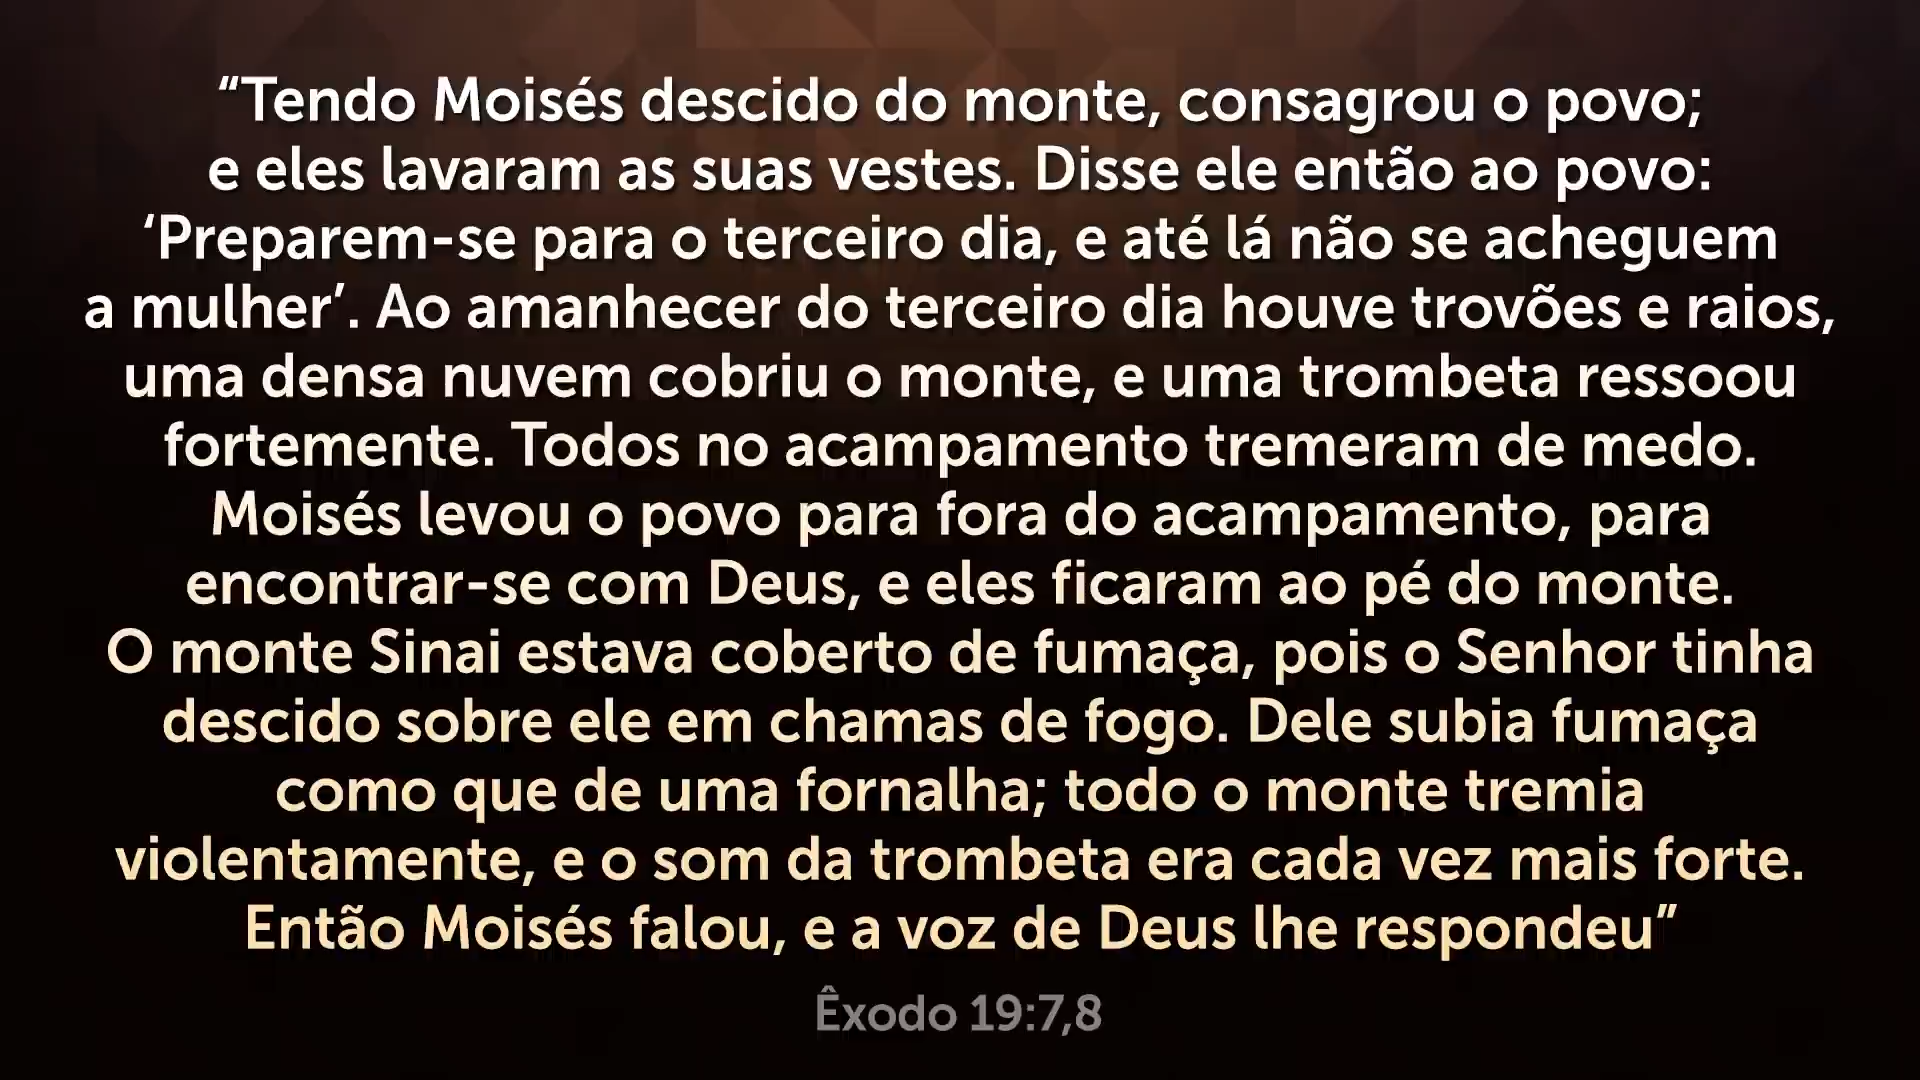 “Tendo Moisés descido do monte, consagrou o povo;
e eles lavaram as suas vestes. Disse ele então ao povo:
‘Preparem-se para o terceiro dia, e até lá não se acheguem
a mulher’. Ao amanhecer do terceiro dia houve trovões e raios,
uma densa nuvem cobriu o monte, e uma trombeta ressoou
fortemente. Todos no acampamento tremeram de medo.
Moisés levou o povo para fora do acampamento, para
encontrar-se com Deus, e eles ficaram ao pé do monte.
O monte Sinai estava coberto de fumaça, pois o Senhor tinha
descido sobre ele em chamas de fogo. Dele subia fumaça
como que de uma fornalha; todo o monte tremia
violentamente, e o som da trombeta era cada vez mais forte.
Então Moisés falou, e a voz de Deus lhe respondeu”
Êxodo 19:7,8